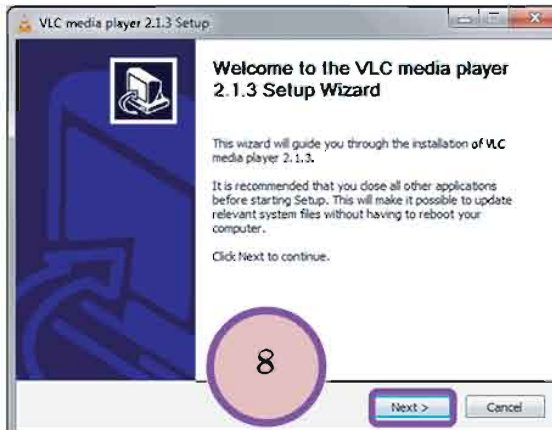 VLC media player 2.1.3 Setup
Welcome to the VLC media player
2.1.3 Setup Wizard
This wizard will guide you through the installation of VLC
media player 2.1.3.
It is recommended that you close all other applications
before starting Setup. This will make it possible to update
relevant system files without having to reboot your
computer.
Click Next to continue.
8
Next >
Cancel